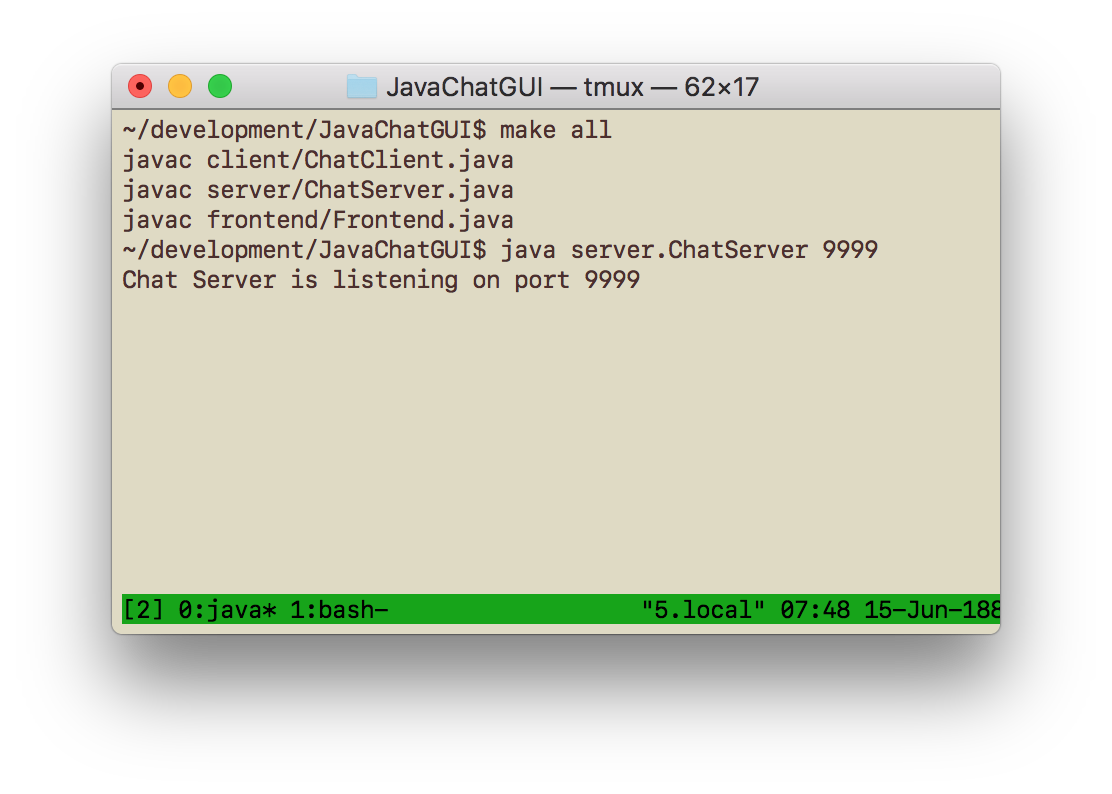 JavaChatGUI — tmux — 62×17
~/development/JavaChatGUI$ make all
javac client/ChatClient.java
javac server/ChatServer.java
javac frontend/Frontend.java
~/development/JavaChatGUI$ java server.ChatServer 9999
Chat Server is listening on port 9999
[2] 0:java* 1:bash- "5.local" 07:48 15-Jun-188